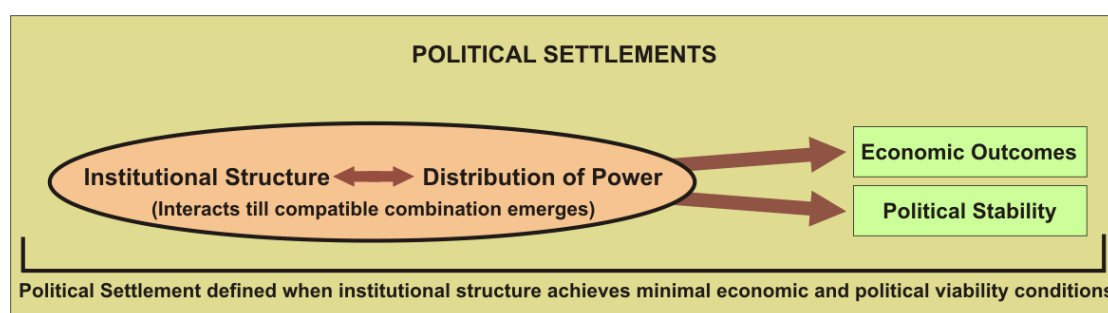 POLITICAL SETTLEMENTS
Institutional Structure Distribution of Power
(Interacts till compatible combination emerges)
Economic Outcomes
Political Stability
Political Settlement defined when institutional structure achieves minimal economic and political viability conditions